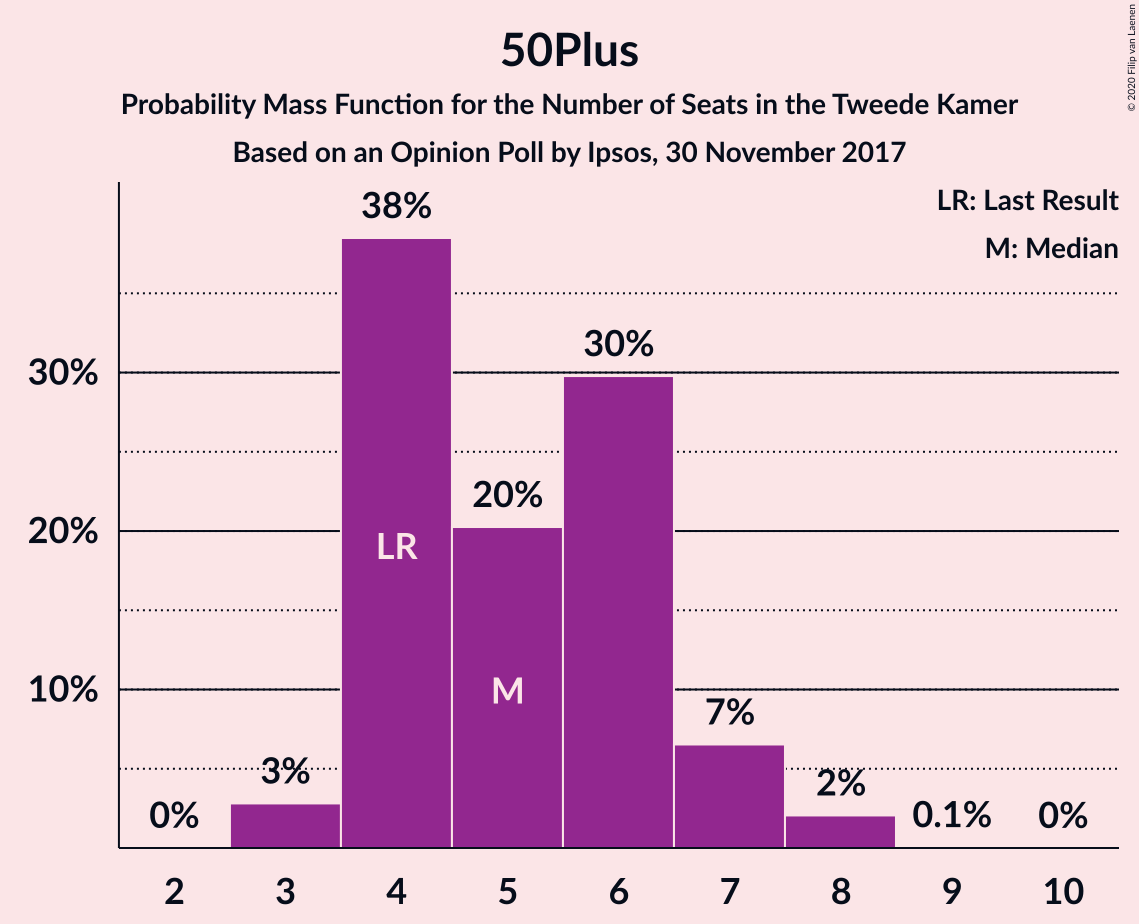 50Plus
Probability Mass Function for the Number of Seats in the Tweede Kamer
Based on an Opinion Poll by Ipsos, 30 November 2017
© 2020 Filip van Laenen
LR: Last Result
M: Median
38%
30%
20%
7%
3%
2%
0%
0.1%
0%
LR
M
30%
20%
10%
2 3 4 5 6 7 8 9 10